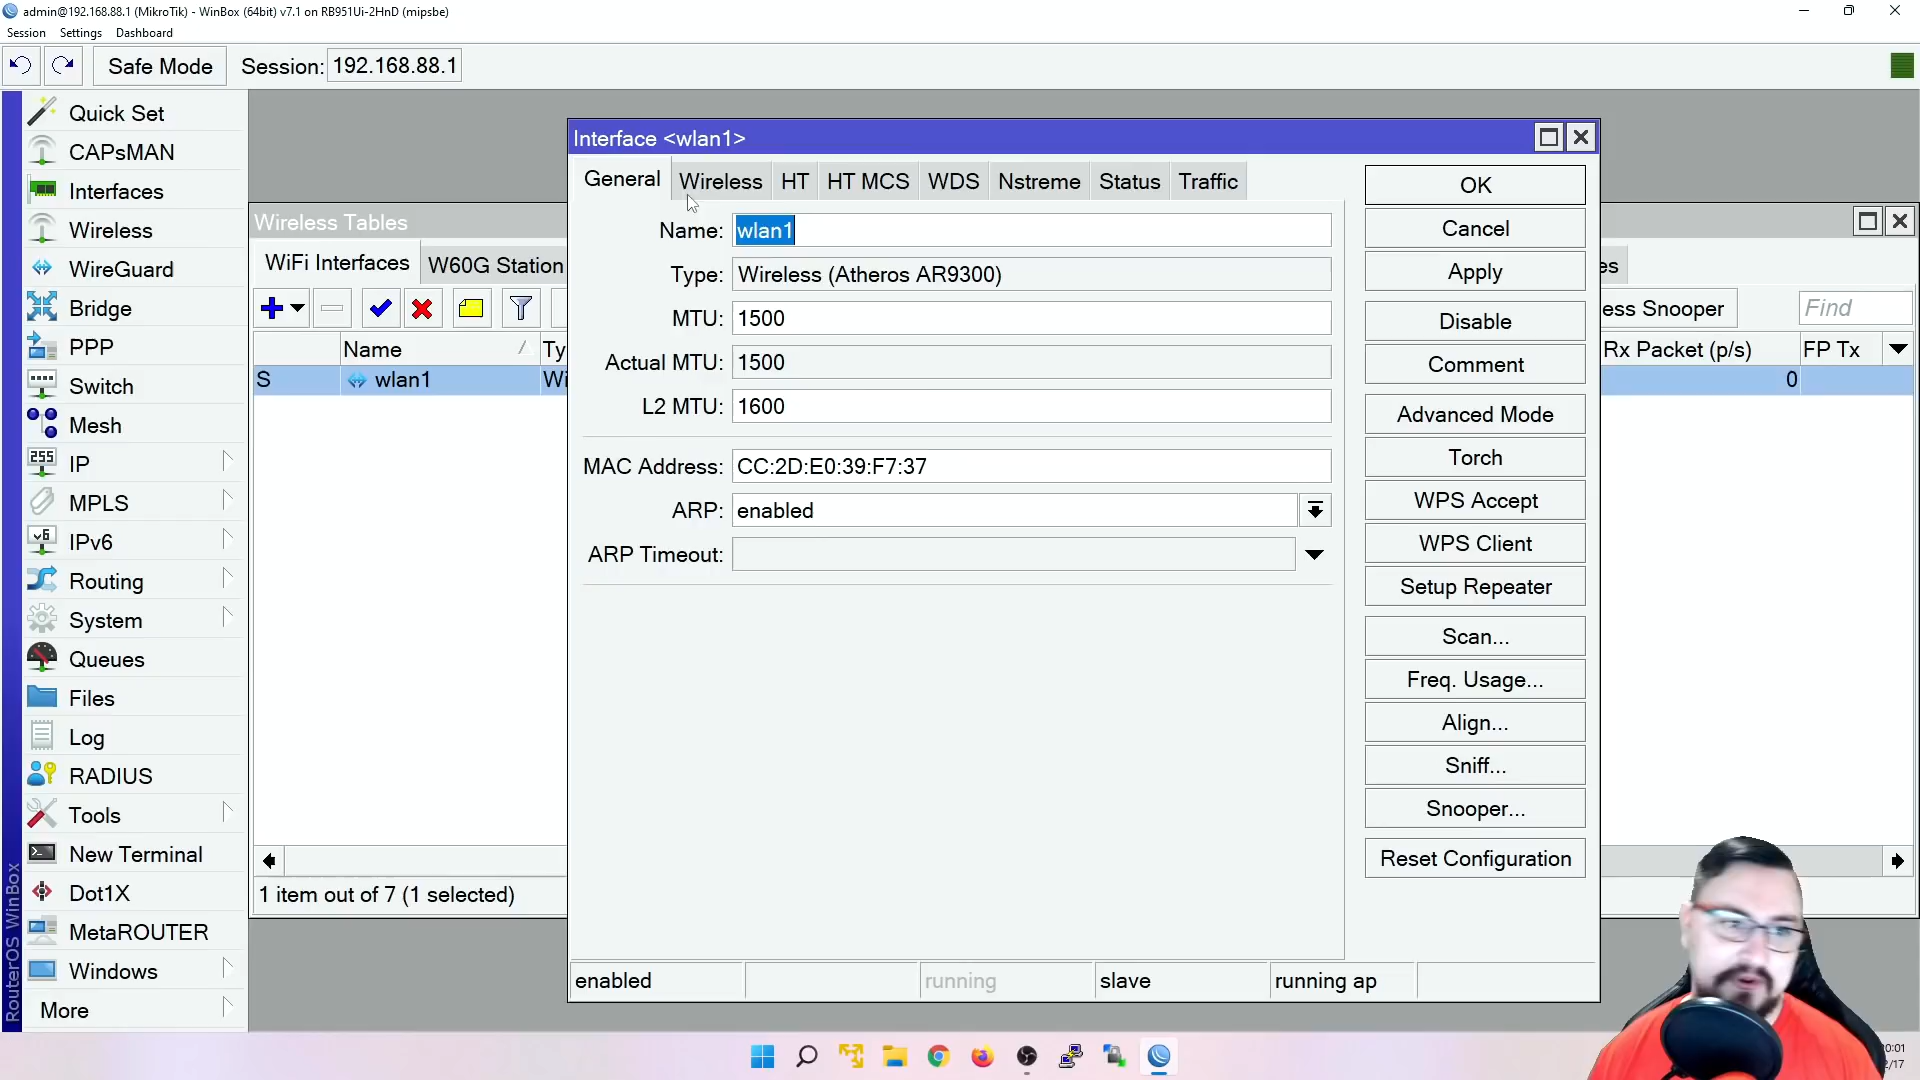 admin@192.168.88.1 (MikroTik) - WinBox (64bit) v7.1 on RB951Ui-2HnD (mipsbe)
Session Settings Dashboard
Safe Mode Session: 192.168.88.1
Quick Set
CAPsMAN
Interfaces
Wireless
WireGuard
Bridge
PPP
Switch
Mesh
255 IP
MPLS
v6 IPv6
Routing
System
Queues
Files
Log
RADIUS
Tools
New Terminal
Dot1X
MetaROUTER
Windows
More
RouterOS WinBox
Wireless Tables
WiFi Interfaces W60G Station
Name Ty
S wlan1 Wi
1 item out of 7 (1 selected)
Interface <wlan1>
General Wireless HT HT MCS WDS Nstreme Status Traffic
Name: wlan1
Type: Wireless (Atheros AR9300)
MTU: 1500
Actual MTU: 1500
L2 MTU: 1600
MAC Address: CC:2D:E0:39:F7:37
ARP: enabled
ARP Timeout:
enabled running slave running ap
OK
Cancel
Apply
Disable
Comment
Advanced Mode
Torch
WPS Accept
WPS Client
Setup Repeater
Scan...
Freq. Usage...
Align...
Sniff...
Snooper...
Reset Configuration
es
ess Snooper Find
Rx Packet (p/s) FP Tx
0
0:01
/17